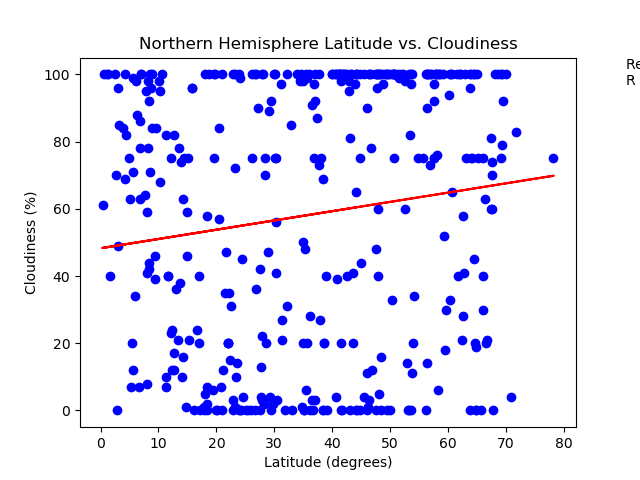 Northern Hemisphere Latitude vs. Cloudiness
100
80
60
40
20
0
Cloudiness (%)
0 10 20 30 40 50 60 70 80
Latitude (degrees)
Re
R